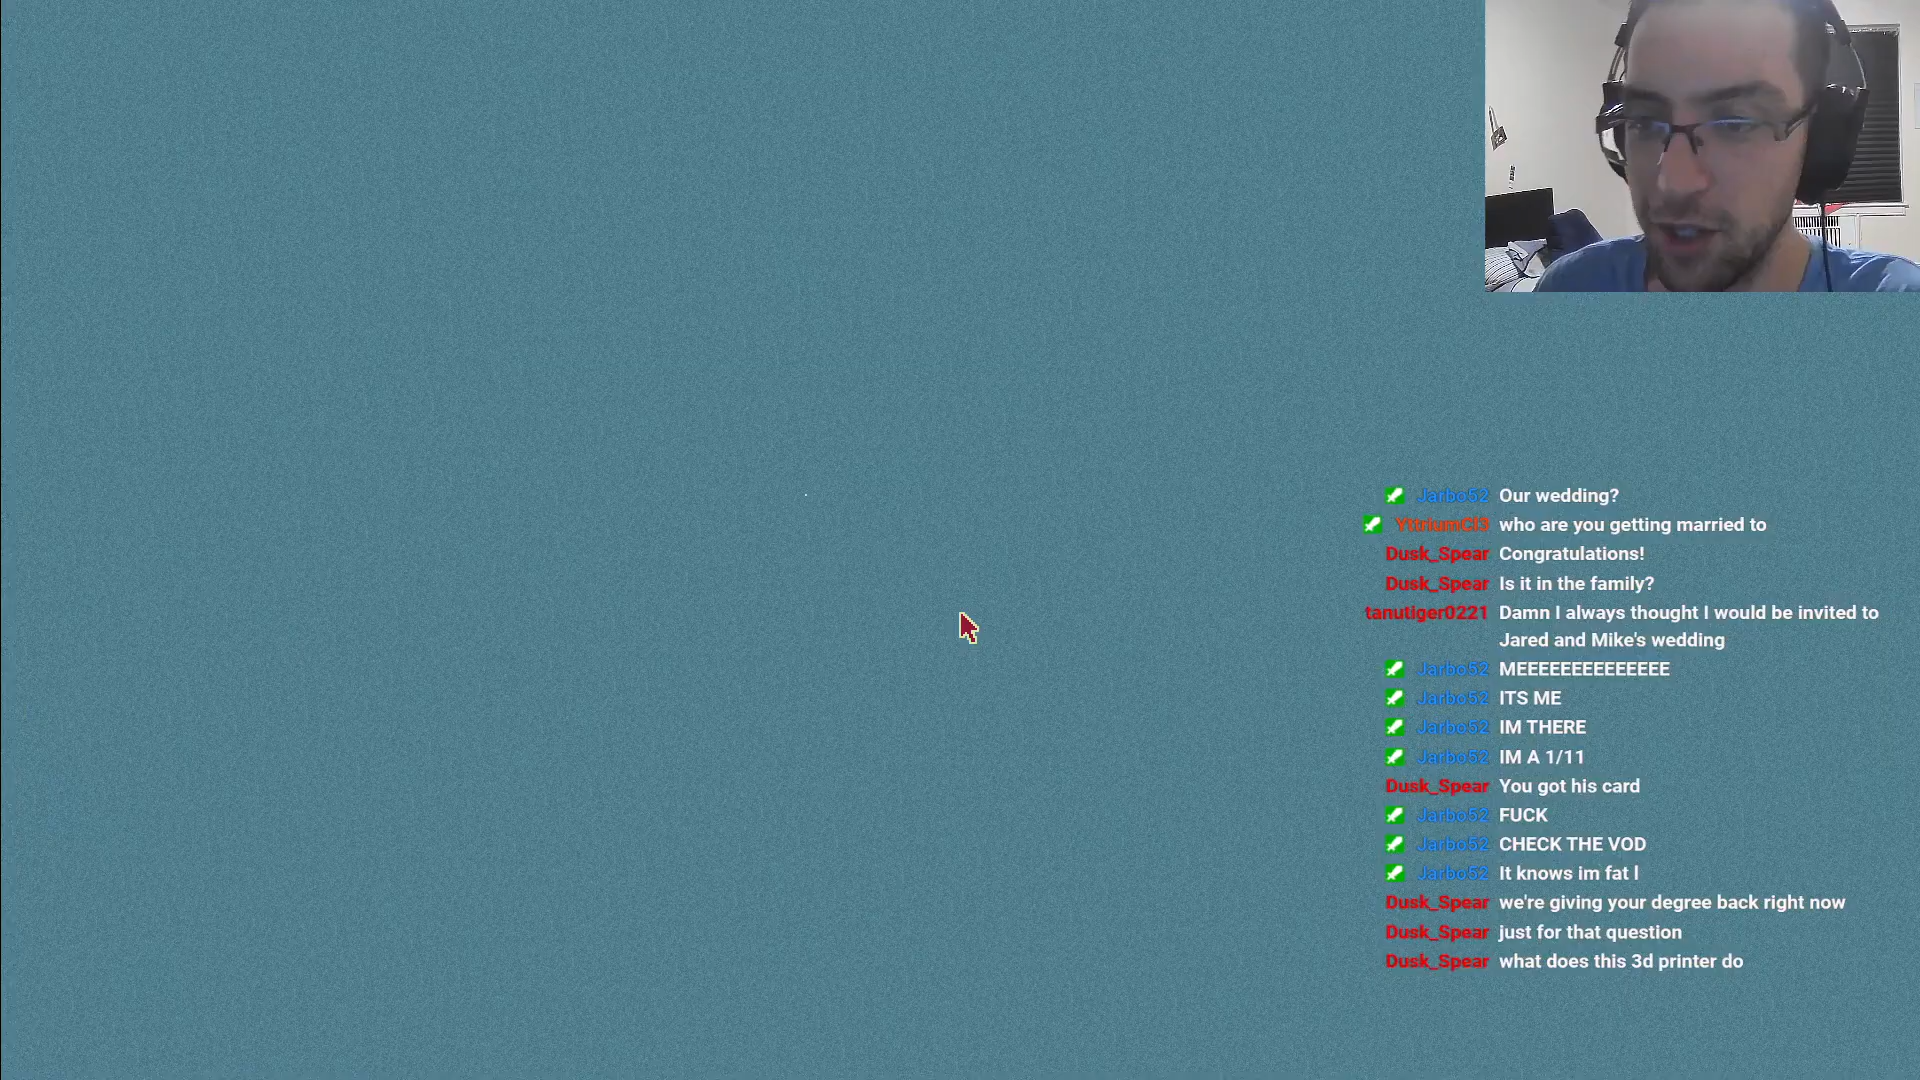 Jarbo52 Our wedding?
YttriumCl3 who are you getting married to
Dusk_Spear Congratulations!
Dusk_Spear Is it in the family?
tanutiger0221 Damn I always thought I would be invited to
Jared and Mike's wedding
Jarbo52 MEEEEEEEEEEEEEE
Jarbo52 ITS ME
Jarbo52 IM THERE
Jarbo52 IM A 1/11
Dusk_Spear You got his card
Jarbo52 FUCK
Jarbo52 CHECK THE VOD
Jarbo52 It knows im fat l
Dusk_Spear we're giving your degree back right now
Dusk_Spear just for that question
Dusk_Spear what does this 3d printer do